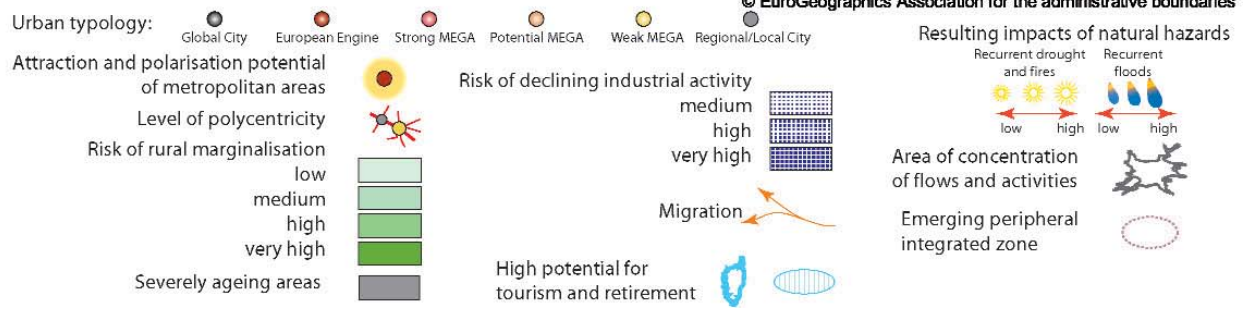 © EuroGeographics Association for the administrative boundaries
Urban typology:
Global City
European Engine
Strong MEGA
Potential MEGA
Weak MEGA
Regional/Local City
Attraction and polarisation potential
of metropolitan areas
Level of polycentricity
Risk of rural marginalisation
low
medium
high
very high
Severely ageing areas
Risk of declining industrial activity
medium
high
very high
Migration
High potential for
tourism and retirement
Resulting impacts of natural hazards
Recurrent drought
and fires
low high
Recurrent
floods
low high
Area of concentration
of flows and activities
Emerging peripheral
integrated zone